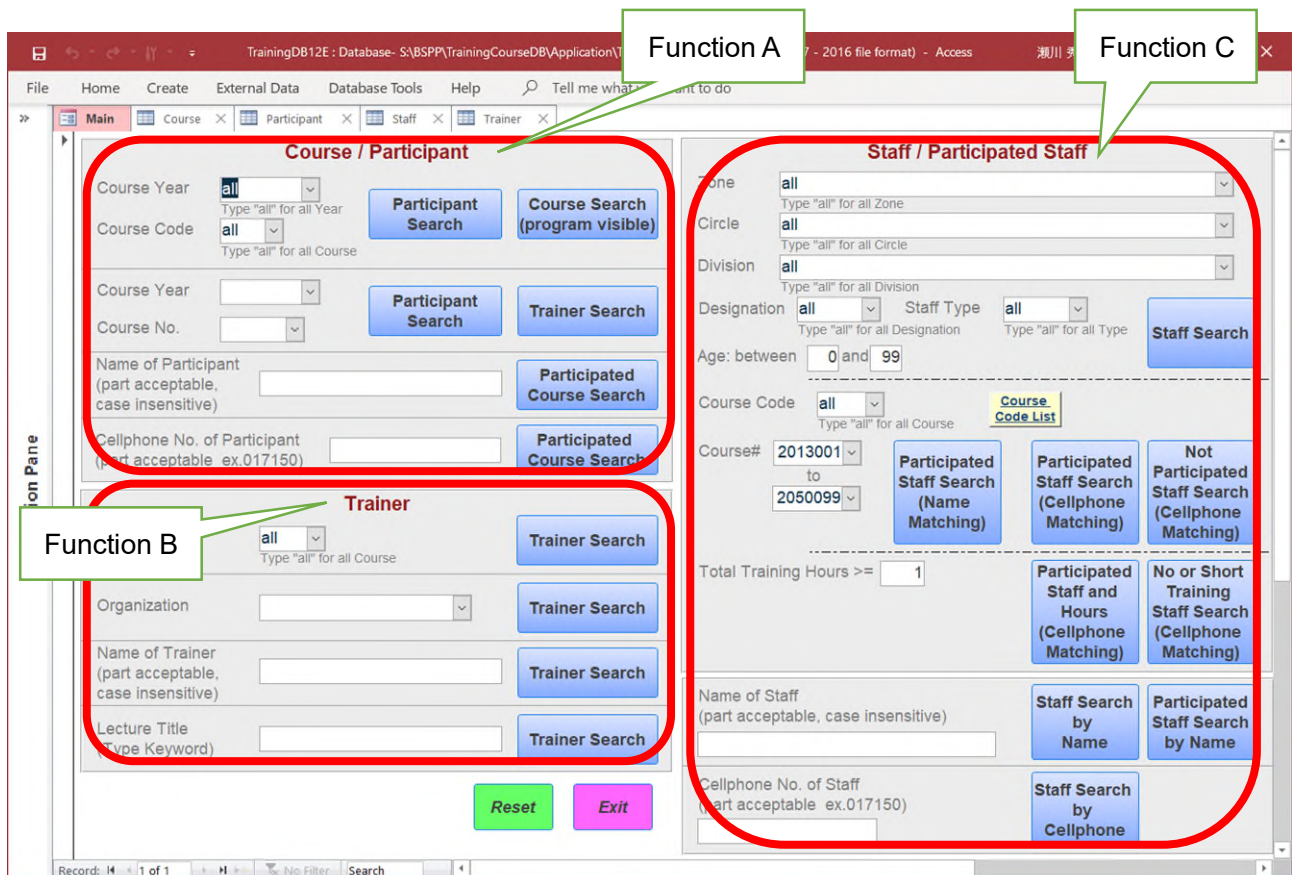 Function A
Function C
TrainingDB12E : Database- S:\BSPP\TrainingCourseDB\Application\T
7 - 2016 file format) - Access
瀬川
File Home Create External Data Database Tools Help Tell me what
nt to do
Main Course Participant Staff Trainer
Course / Participant
Course Year all
Type "all" for all Year
Course Code all
Type "all" for all Course
Participant
Search
Course Search
(program visible)
Course Year
Course No.
Participant
Search
Trainer Search
Name of Participant
(part acceptable,
case insensitive)
Participated
Course Search
Cellphone No. of Participant
(part acceptable ex.017150)
Participated
Course Search
Function B
Trainer
all
Type "all" for all Course
Trainer Search
Organization
Trainer Search
Name of Trainer
(part acceptable,
case insensitive)
Trainer Search
Lecture Title
(Type Keyword)
Trainer Search
Reset
Exit
Staff / Participated Staff
Zone all
Type "all" for all Zone
Circle all
Type "all" for all Circle
Division all
Type "all" for all Division
Designation all Staff Type all
Type "all" for all Designation Type "all" for all Type
Staff Search
Age: between 0 and 99
Course Code all
Type "all" for all Course
Course
Code List
Course# 2013001
to
2050099
Participated
Staff Search
(Name
Matching)
Participated
Staff Search
(Cellphone
Matching)
Not
Participated
Staff Search
(Cellphone
Matching)
Total Training Hours >= 1
Participated
Staff and
Hours
(Cellphone
Matching)
No or Short
Training
Staff Search
(Cellphone
Matching)
Name of Staff
(part acceptable, case insensitive)
Staff Search
by
Name
Participated
Staff Search
by Name
Cellphone No. of Staff
(part acceptable ex.017150)
Staff Search
by
Cellphone
ion Pane
Record: 1 of 1 No Filter Search